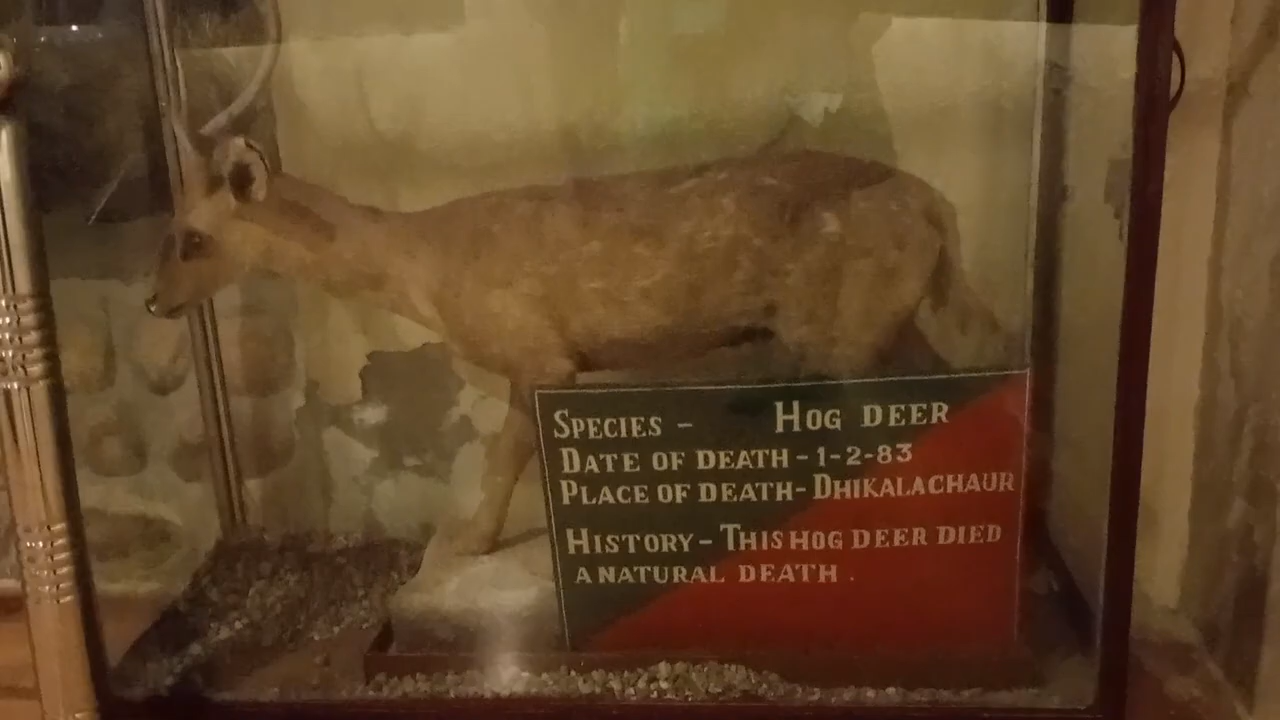 SPECIES - HOG DEER
DATE OF DEATH - 1-2-83
PLACE OF DEATH- DHIKALACHAUR
HISTORY - THIS HOG DEER DIED
A NATURAL DEATH .